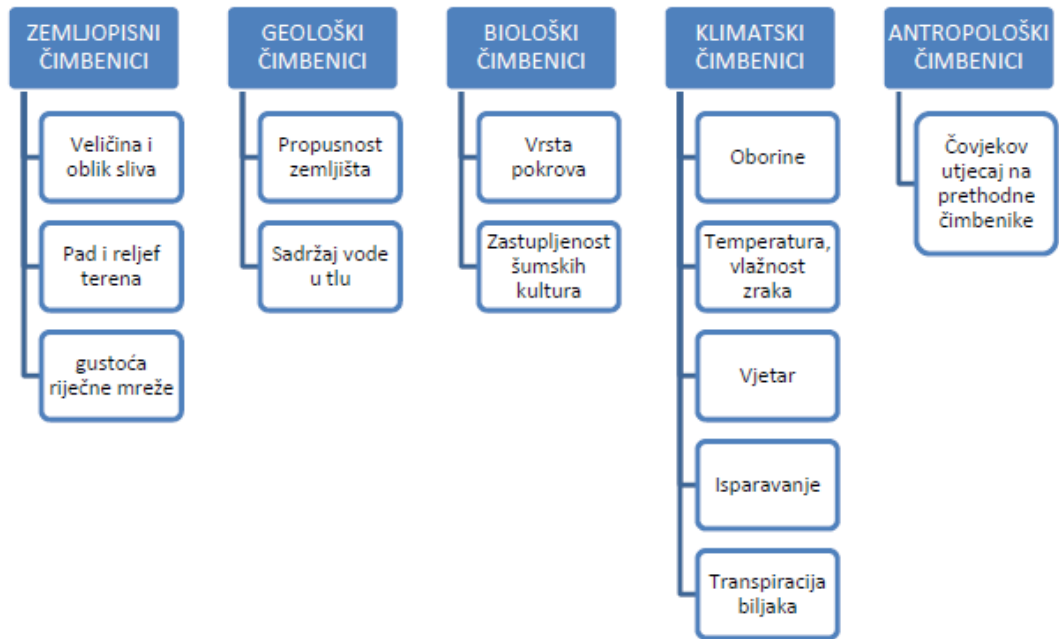 ZEMLJOPISNI
ČIMBENICI
Veličina i
oblik sliva
Pad i reljef
terena
gustoća
riječne mreže
GEOLOŠKI
ČIMBENICI
Propusnost
zemljišta
Sadržaj vode
u tlu
BIOLOŠKI
ČIMBENICI
Vrsta
pokrova
Zastupljenost
šumskih
kultura
KLIMATSKI
ČIMBENICI
Oborine
Temperatura,
vlažnost
zraka
Vjetar
Isparavanje
Transpiracija
biljaka
ANTROPOLOŠKI
ČIMBENICI
Čovjekov
utjecaj na
prethodne
čimbenike